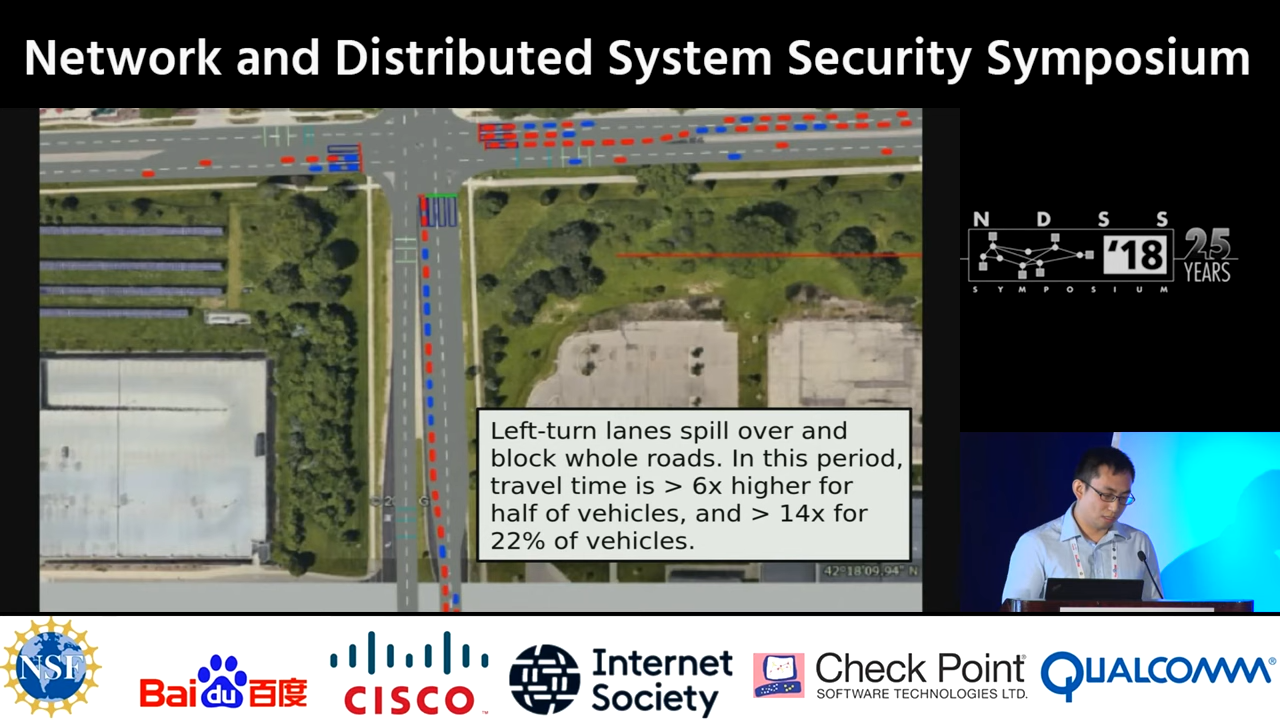 Network and Distributed System Security Symposium
N D S S
'18
25
YEARS
SYMPOSIUM
Left-turn lanes spill over and
block whole roads. In this period,
travel time is > 6x higher for
half of vehicles, and > 14x for
22% of vehicles.
42°18'09.94" N
NSF
Baidu百度
CISCO
Internet
Society
Check Point
SOFTWARE TECHNOLOGIES LTD.
QUALCOMM®